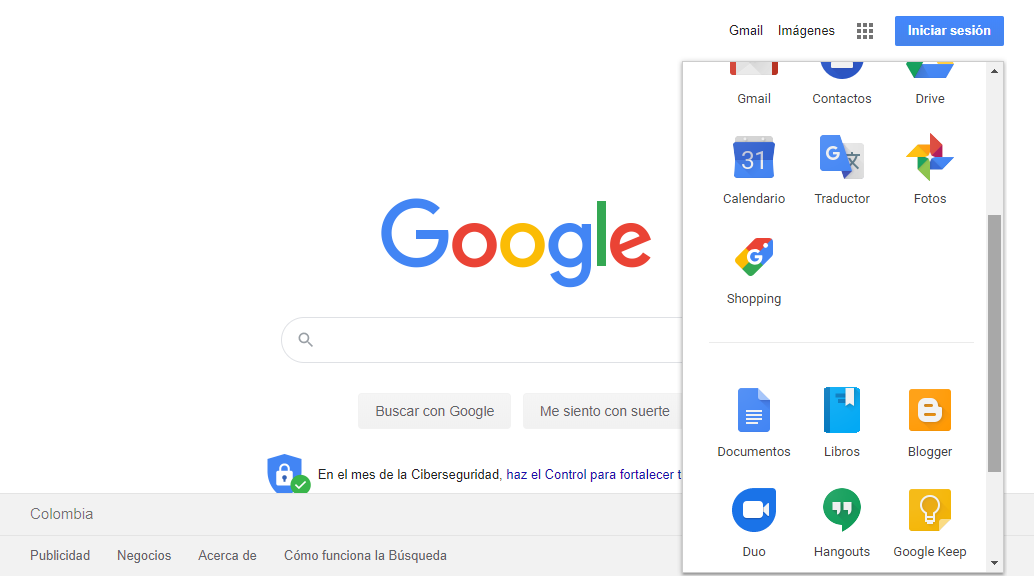 Gmail Imágenes Iniciar sesión
Gmail Contactos Drive
31 G
Calendario Traductor Fotos
Google
G
Shopping
Buscar con Google Me siento con suerte
Documentos Libros Blogger
En el mes de la Ciberseguridad, haz el Control para fortalecer
Colombia
Duo Hangouts Google Keep
Publicidad Negocios Acerca de Cómo funciona la Búsqueda